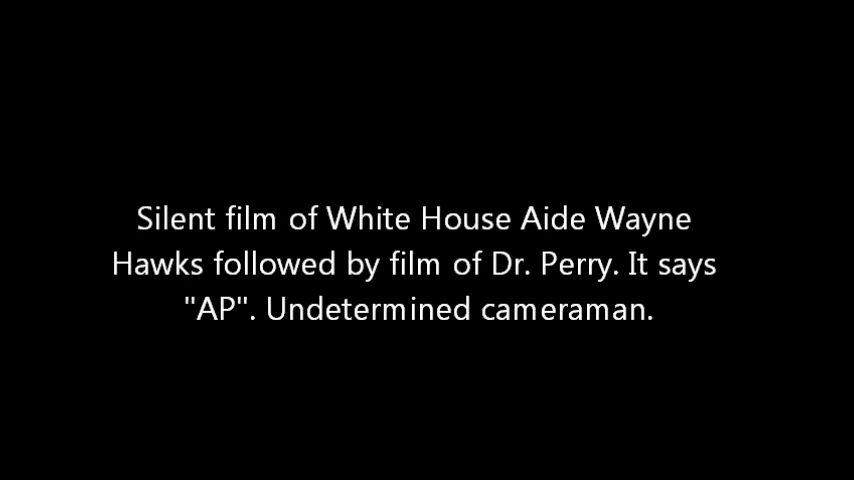 Silent film of White House Aide Wayne
Hawks followed by film of Dr. Perry. It says
"AP". Undetermined cameraman.